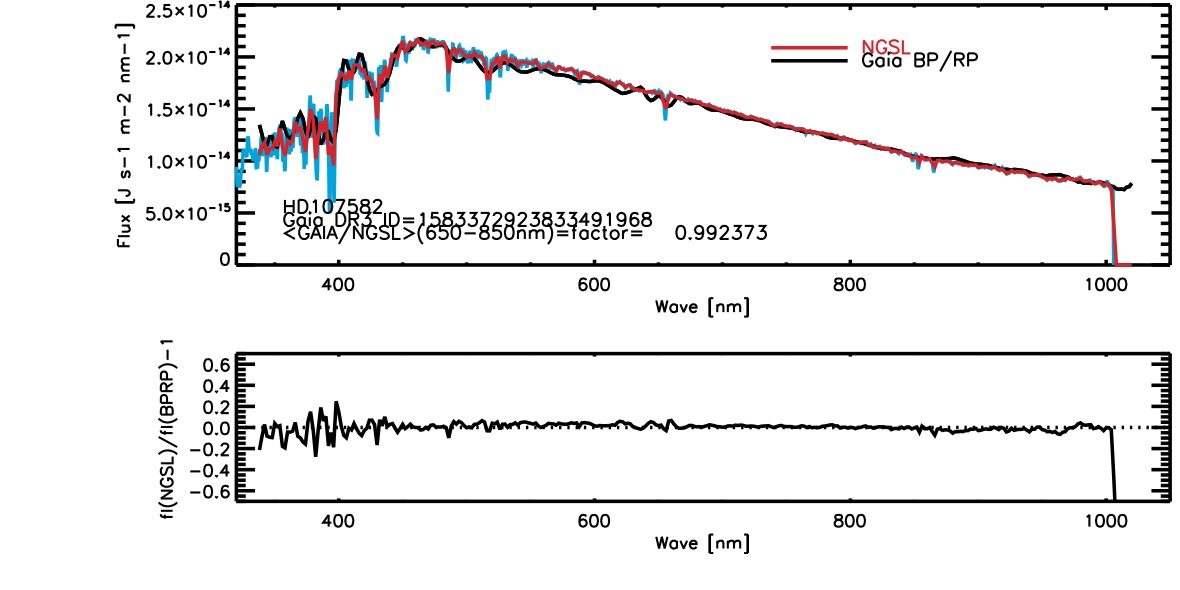 2.5×10⁻¹⁴
2.0×10⁻¹⁴
1.5×10⁻¹⁴
1.0×10⁻¹⁴
5.0×10⁻¹⁵
0
Flux [J s−1 m−2 nm−1]
NGSL
Gaia BP/RP
HD107582
Gaia DR3 ID=1583372923833491968
<GAIA/NGSL>(650−850nm)=factor= 0.992373
400 600 800 1000
Wave [nm]
fl(NGSL)/fl(BPRP)−1
0.6
0.4
0.2
0.0
−0.2
−0.4
−0.6
400 600 800 1000
Wave [nm]